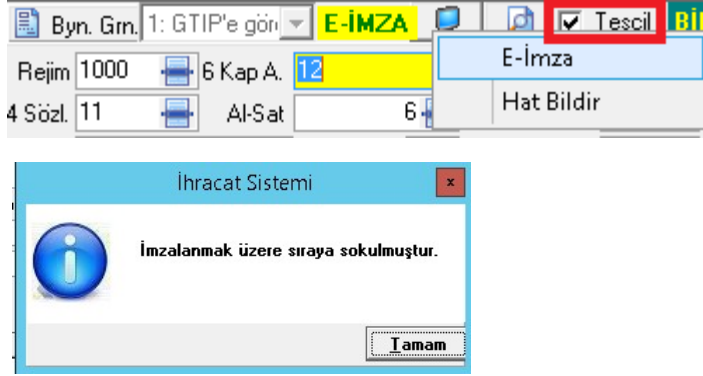 Byn. Grn. 1: GTIP'e göre E-İMZA Tescil
E-İmza
Rejim 1000 6 Kap A. 12
Hat Bildir
4 Sözl. 11 Al-Sat 6
İhracat Sistemi
İmzalanmak üzere sıraya sokulmuştur.
Tamam